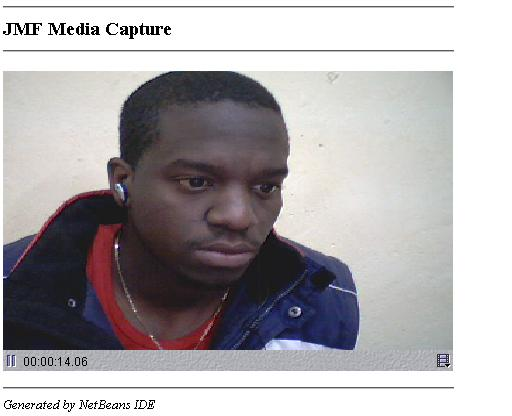 JMF Media Capture
00:00:14.06
Generated by NetBeans IDE